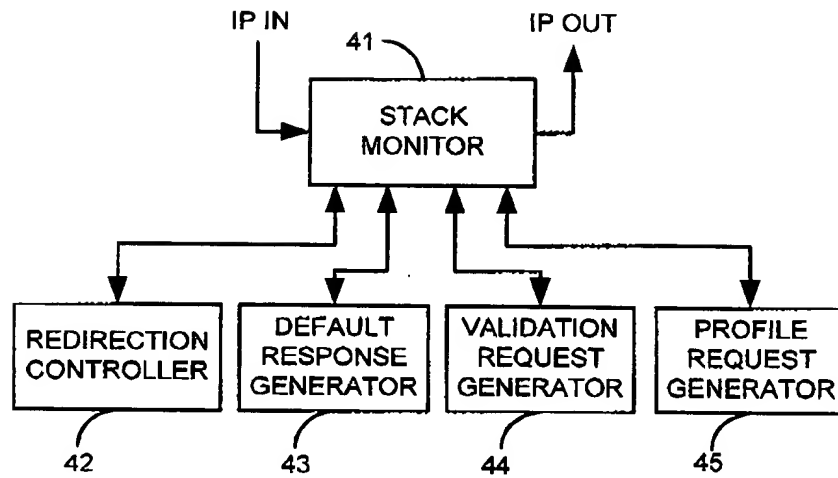 IP IN
IP OUT
41
STACK
MONITOR
REDIRECTION
CONTROLLER
DEFAULT
RESPONSE
GENERATOR
VALIDATION
REQUEST
GENERATOR
PROFILE
REQUEST
GENERATOR
42
43
44
45